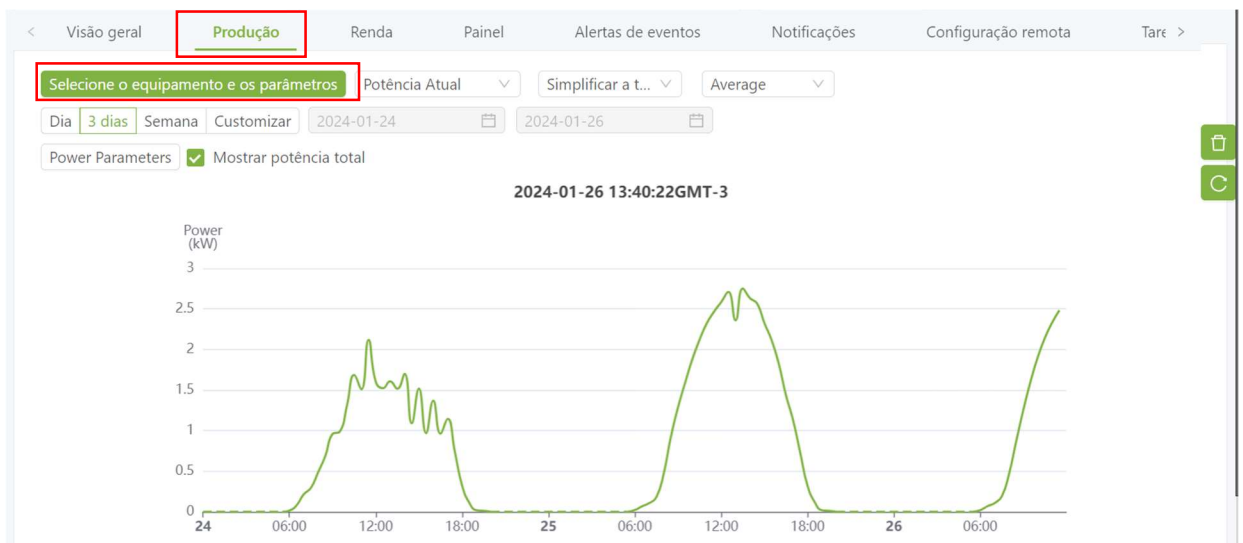 < Visão geral Produção Renda Painel Alertas de eventos Notificações Configuração remota Tare >
Selecione o equipamento e os parâmetros Potência Atual Simplificar a t... Average
Dia 3 dias Semana Customizar 2024-01-24 2024-01-26
Power Parameters Mostrar potência total
2024-01-26 13:40:22GMT-3
Power
(kW)
3
2.5
2
1.5
1
0.5
0
24 06:00 12:00 18:00 25 06:00 12:00 18:00 26 06:00